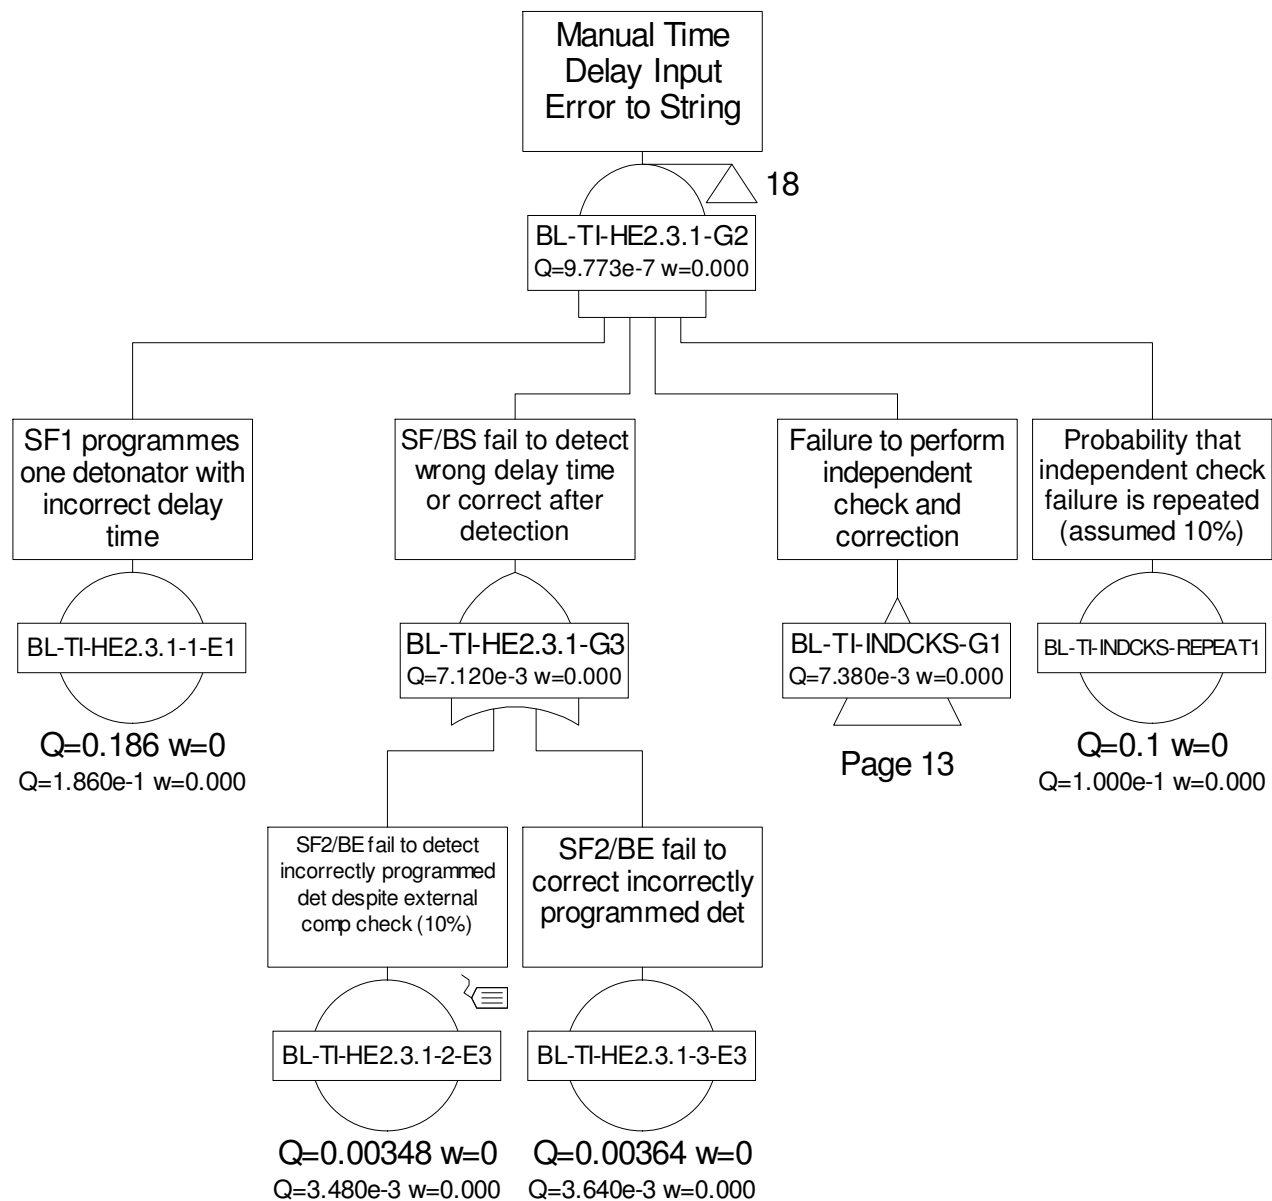 Manual Time
Delay Input
Error to String
18
BL-TI-HE2.3.1-G2
Q=9.773e-7 w=0.000
SF1 programmes
one detonator with
incorrect delay
time
BL-TI-HE2.3.1-1-E1
Q=0.186 w=0
Q=1.860e-1 w=0.000
SF/BS fail to detect
wrong delay time
or correct after
detection
BL-TI-HE2.3.1-G3
Q=7.120e-3 w=0.000
Failure to perform
independent
check and
correction
BL-TI-INDCKS-G1
Q=7.380e-3 w=0.000
Page 13
Probability that
independent check
failure is repeated
(assumed 10%)
BL-TI-INDCKS-REPEAT1
Q=0.1 w=0
Q=1.000e-1 w=0.000
SF2/BE fail to detect
incorrectly programmed
det despite external
comp check (10%)
BL-TI-HE2.3.1-2-E3
Q=0.00348 w=0
Q=3.480e-3 w=0.000
SF2/BE fail to
correct incorrectly
programmed det
BL-TI-HE2.3.1-3-E3
Q=0.00364 w=0
Q=3.640e-3 w=0.000